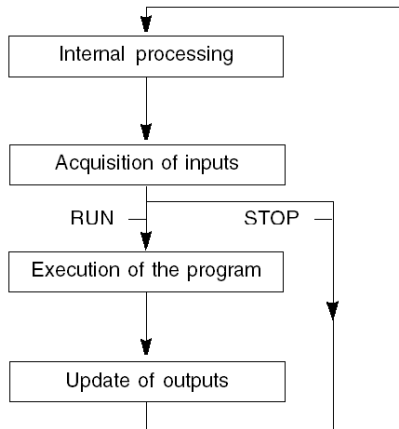 Internal processing
Acquisition of inputs
RUN STOP
Execution of the program
Update of outputs